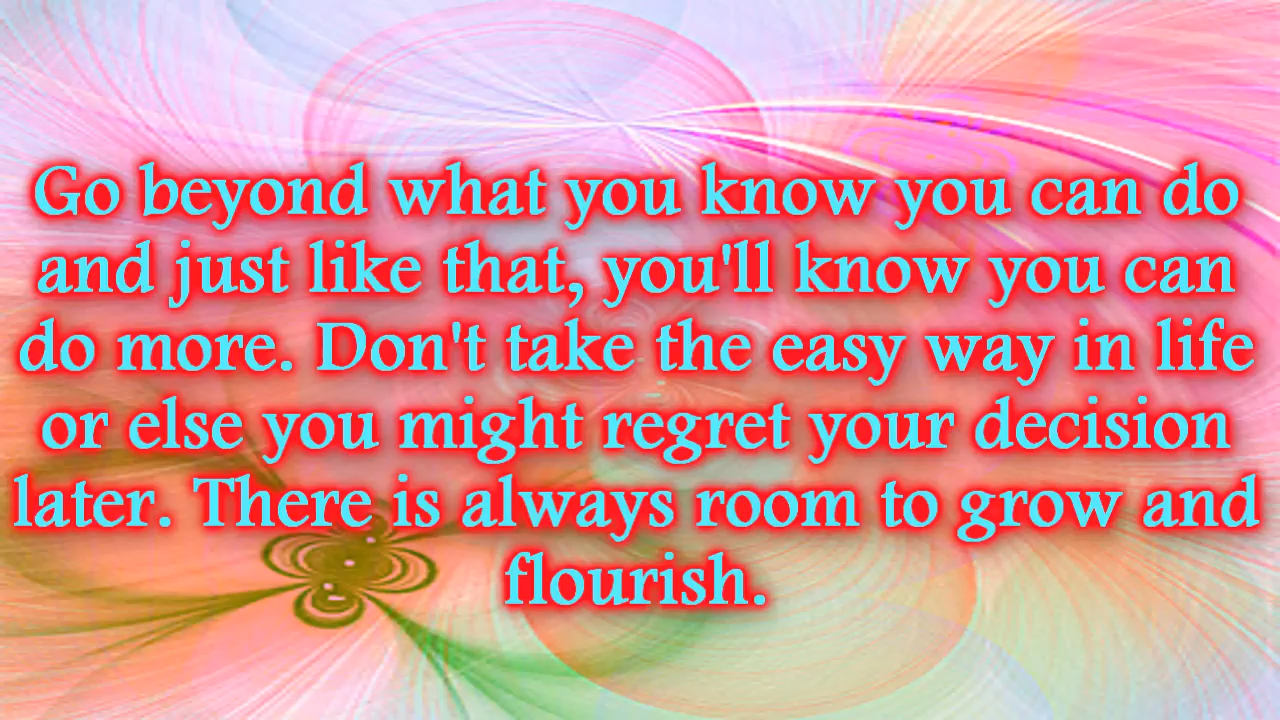 Go beyond what you know you can do
and just like that, you'll know you can
do more. Don't take the easy way in life
or else you might regret your decision
later. There is always room to grow and
flourish.